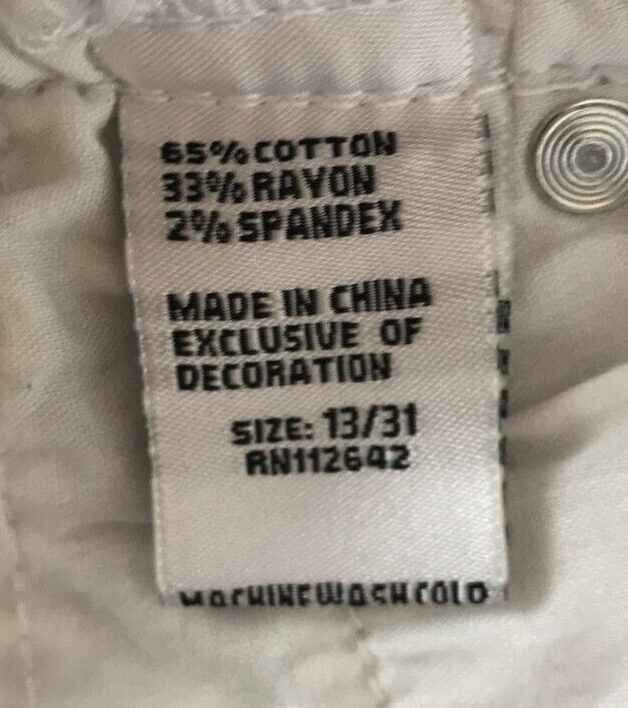 65% COTTON
33% RAYON
2% SPANDEX
MADE IN CHINA
EXCLUSIVE OF
DECORATION
SIZE: 13/31
RN112642
MACHINE WASH COLD